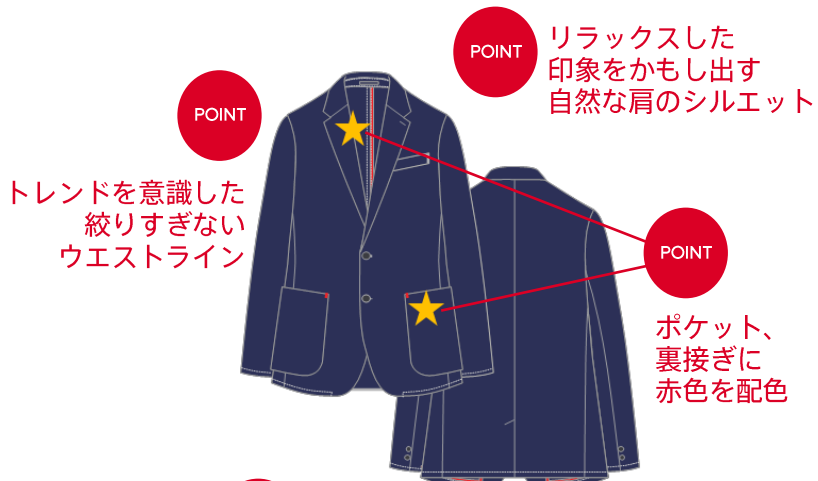 POINT
リラックスした
印象をかもし出す
自然な肩のシルエット
POINT
トレンドを意識した
絞りすぎない
ウエストライン
POINT
ポケット、
裏接ぎに
赤色を配色